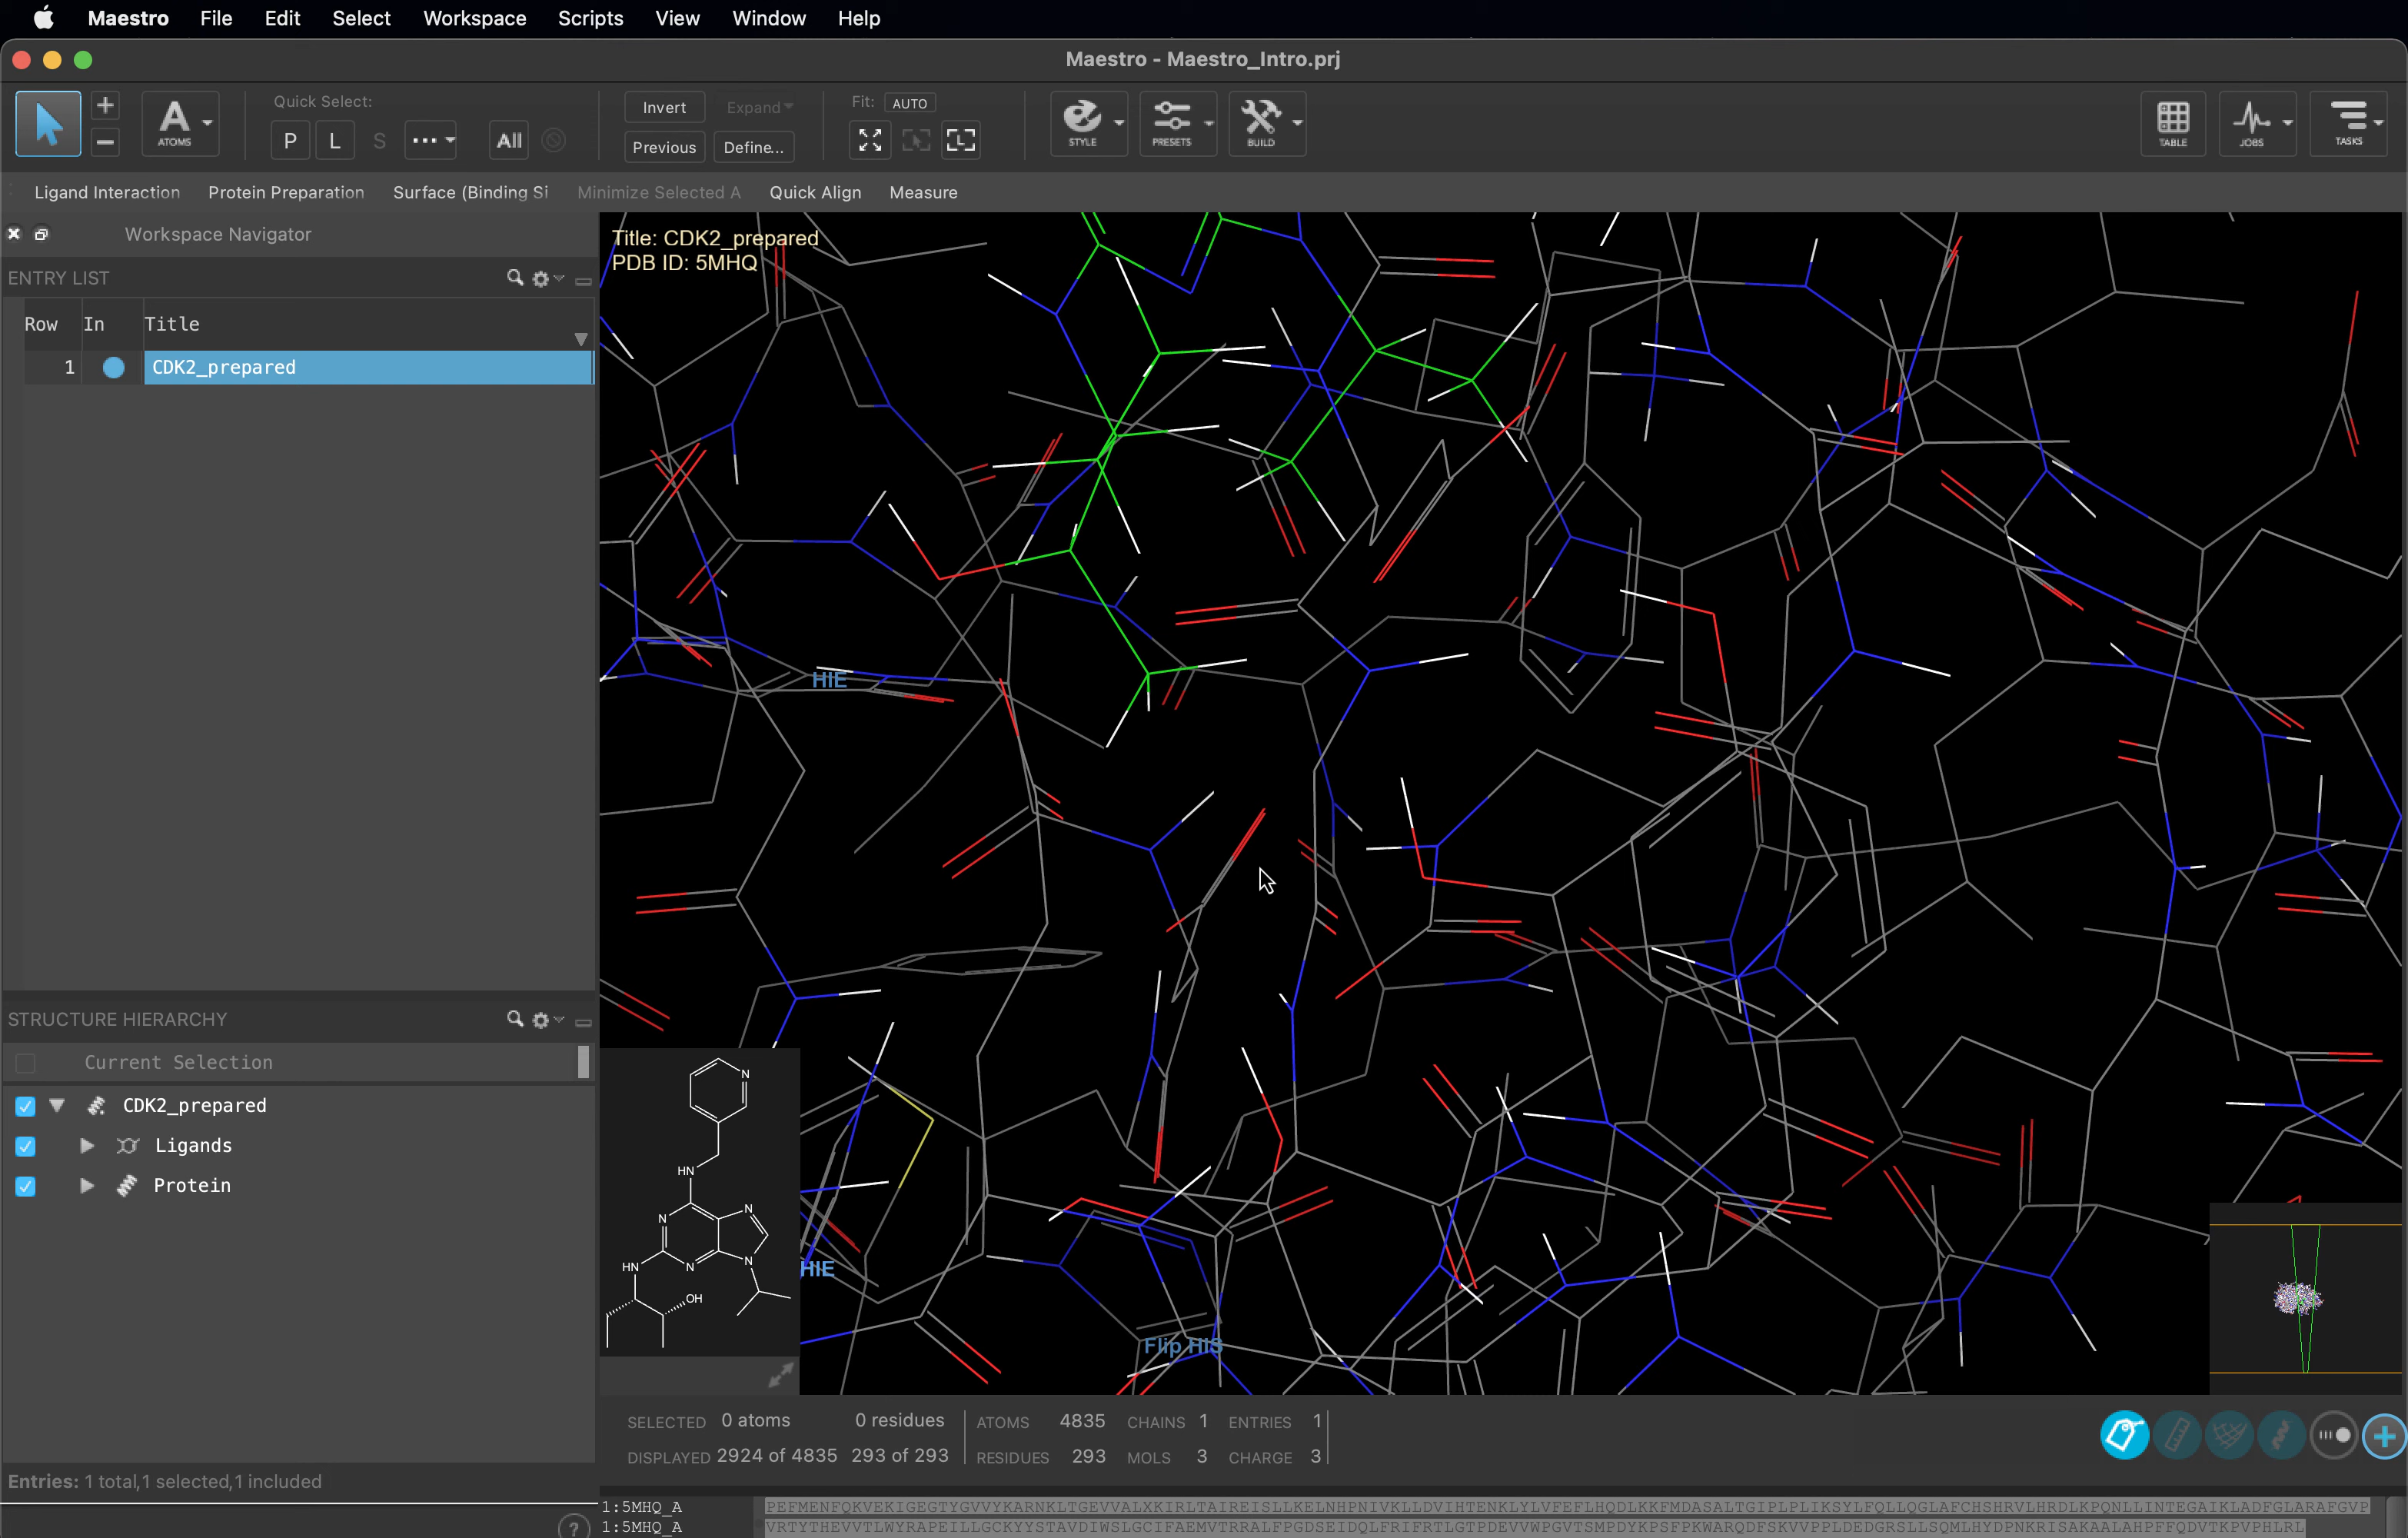 Maestro File Edit Select Workspace Scripts View Window Help
Maestro - Maestro_Intro.prj
Quick Select:
Invert Expand
Fit: AUTO
A
ATOMS
P L S ... All
Previous Define...
STYLE PRESETS BUILD
TABLE JOBS TASKS
Ligand Interaction Protein Preparation Surface (Binding Si Minimize Selected A Quick Align Measure
Workspace Navigator
ENTRY LIST
Row In Title
1 CDK2_prepared
Title: CDK2_prepared
PDB ID: 5MHQ
HIE
STRUCTURE HIERARCHY
Current Selection
CDK2_prepared
Ligands
Protein
N
HN
N
N
N
N
HN
OH
HIE
Flip HIS
SELECTED 0 atoms 0 residues ATOMS 4835 CHAINS 1 ENTRIES 1
DISPLAYED 2924 of 4835 293 of 293 RESIDUES 293 MOLS 3 CHARGE 3
Entries: 1 total,1 selected,1 included
?
1:5MHQ_A PEFMENFQKVEKIGEGTYGVVYKARNKLTGEVVALXKIRLTAIREISLLKELNHPNIVKLLDVIHTENKLYLVFEFLHQDLKKFMDASALTGIPLPLIKSYLFQLLQGLAFCHSHRVLHRDLKPQNLLINTEGAIKLADFGLARAFGVP
1:5MHQ_A VRTYTHEVVTLWYRAPEILLGCKYYSTAVDIWSLGCIFAEMVTRRALFPGDSEIDQLFRIFRTLGTPDEVVWPGVTSMPDYKPSFPKWARQDFSKVVPPLDEDGRSLLSQMLHYDPNKRISAKAALAHPFFQDVTKPVPHLRL